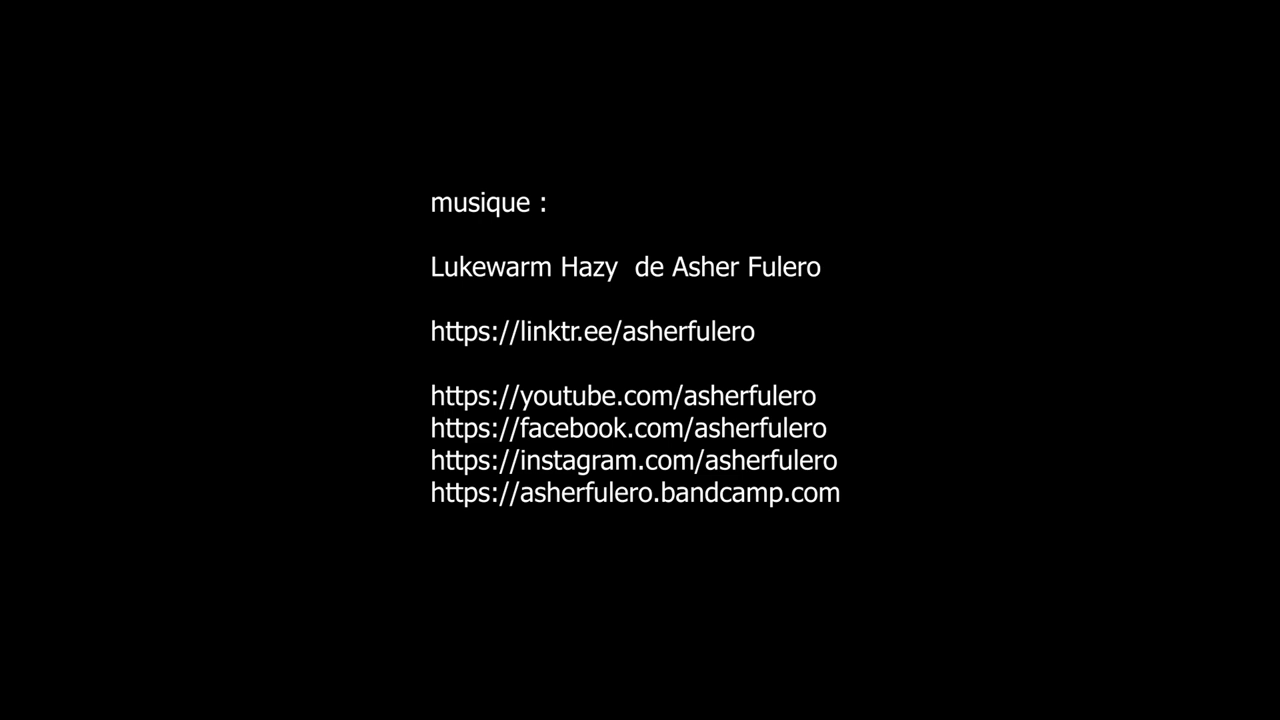 musique :
Lukewarm Hazy  de Asher Fulero
https://linktr.ee/asherfulero
https://youtube.com/asherfulero
https://facebook.com/asherfulero
https://instagram.com/asherfulero
https://asherfulero.bandcamp.com